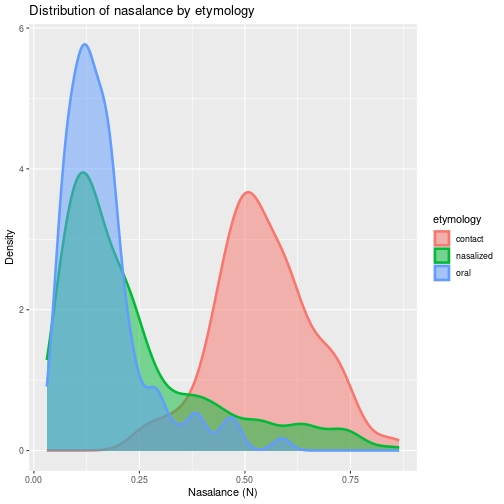 Distribution of nasalance by etymology
6
4
2
0
Density
0.00 0.25 0.50 0.75
Nasalance (N)
etymology
contact
nasalized
oral